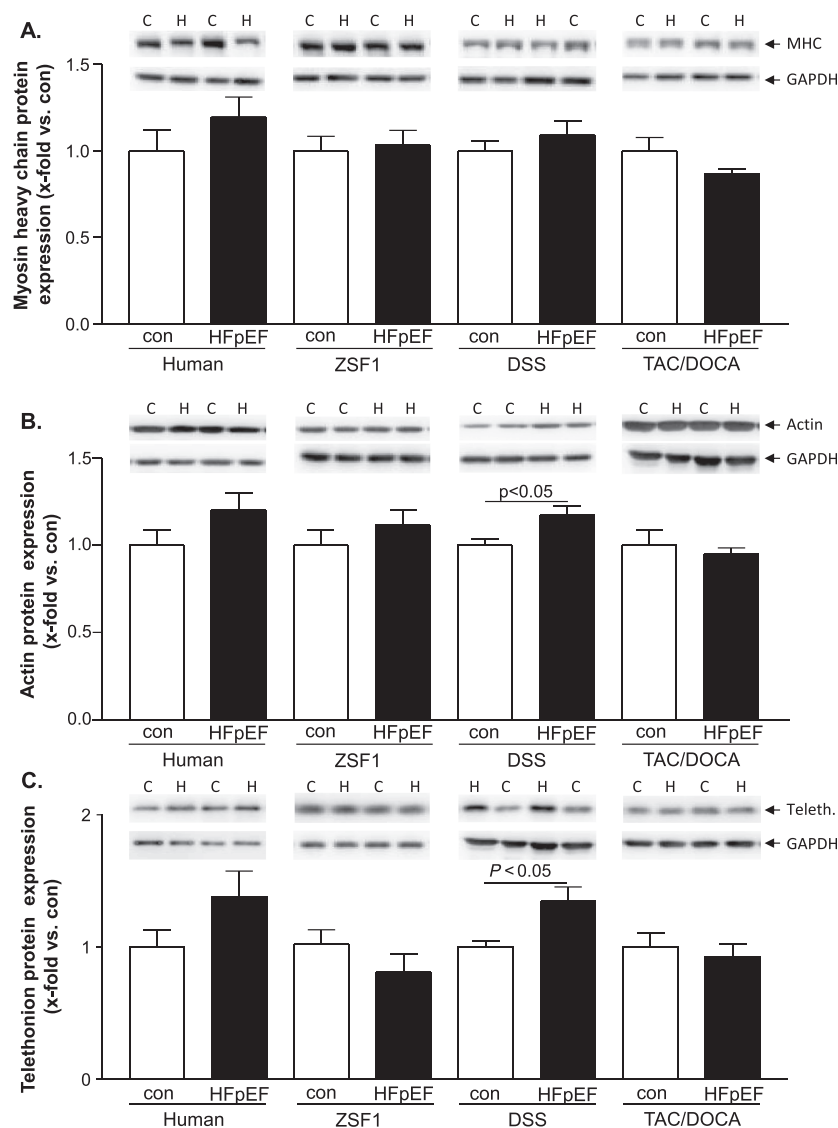 A.
C H C H C H C H C H H C C H C H
MHC
GAPDH
Myosin heavy chain protein
expression (x-fold vs. con)
1.5
1.0
0.5
0.0
con HFpEF con HFpEF con HFpEF con HFpEF
Human ZSF1 DSS TAC/DOCA
B.
C H C H C C H H C C H H C H C H
Actin
GAPDH
Actin protein expression
(x-fold vs. con)
1.5
1.0
0.5
0.0
p<0.05
con HFpEF con HFpEF con HFpEF con HFpEF
Human ZSF1 DSS TAC/DOCA
C.
C H C H C H C H H C H C C H C H
Teleth.
GAPDH
Telethonion protein expression
(x-fold vs. con)
2
1
0
P < 0.05
con HFpEF con HFpEF con HFpEF con HFpEF
Human ZSF1 DSS TAC/DOCA